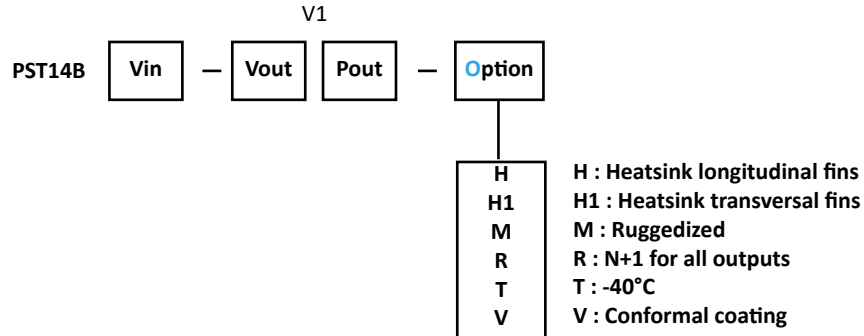 V1
PST14B Vin — Vout Pout — Option
H H : Heatsink longitudinal fins
H1 H1 : Heatsink transversal fins
M M : Ruggedized
R R : N+1 for all outputs
T T : -40°C
V V : Conformal coating